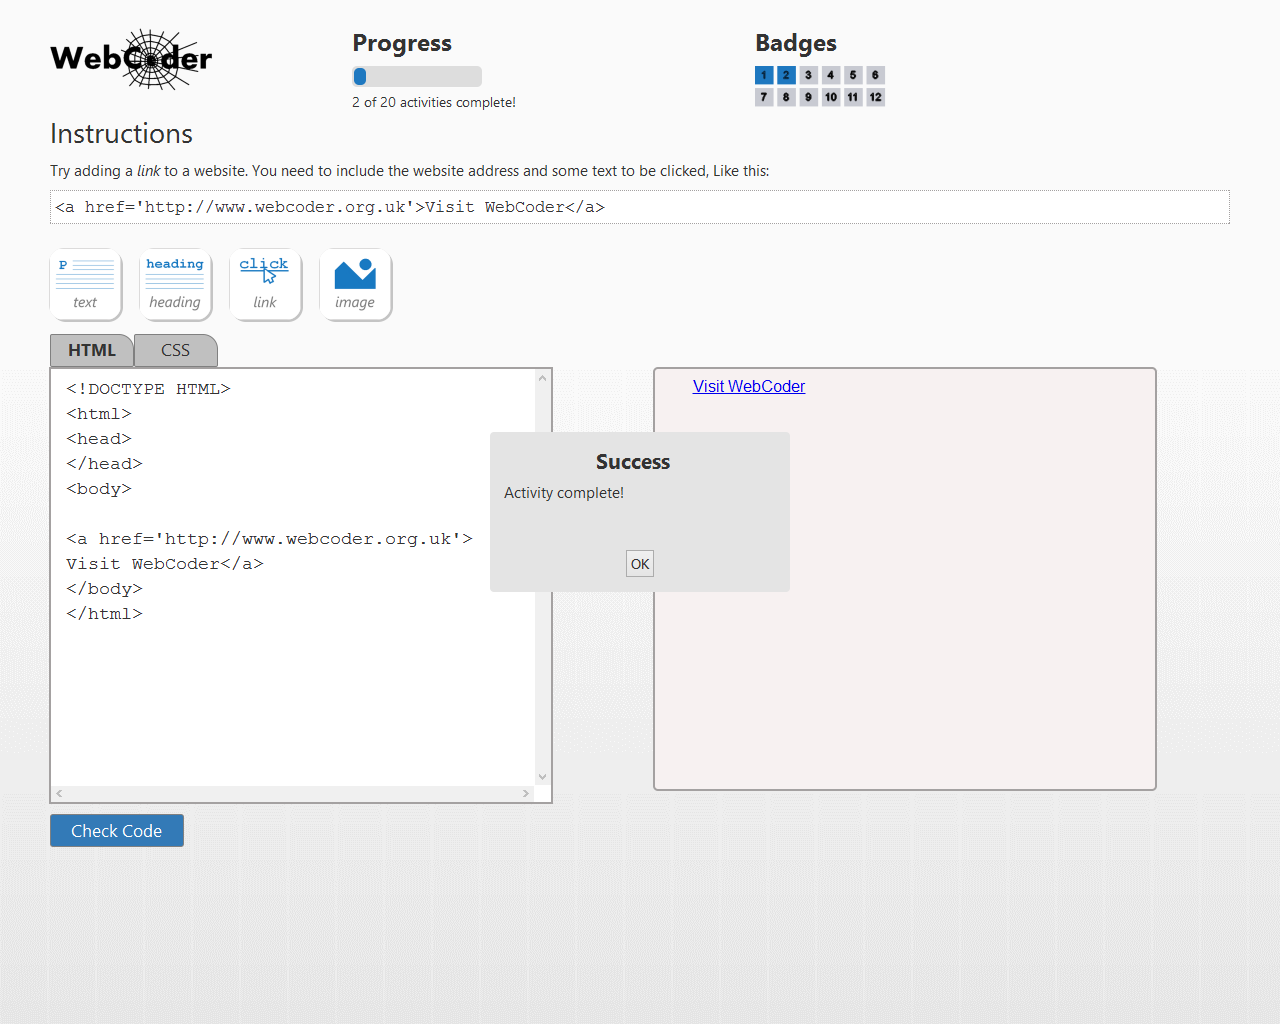 WebCoder
Progress
2 of 20 activities complete!
Badges
1 2 3 4 5 6
7 8 9 10 11 12
Instructions
Try adding a link to a website. You need to include the website address and some text to be clicked, Like this:
<a href='http://www.webcoder.org.uk'>Visit WebCoder</a>
P
text
heading
heading
click
link
image
HTML
CSS
<!DOCTYPE HTML>
<html>
<head>
</head>
<body>
<a href='http://www.webcoder.org.uk'>
Visit WebCoder</a>
</body>
</html>
Visit WebCoder
Success
Activity complete!
OK
Check Code